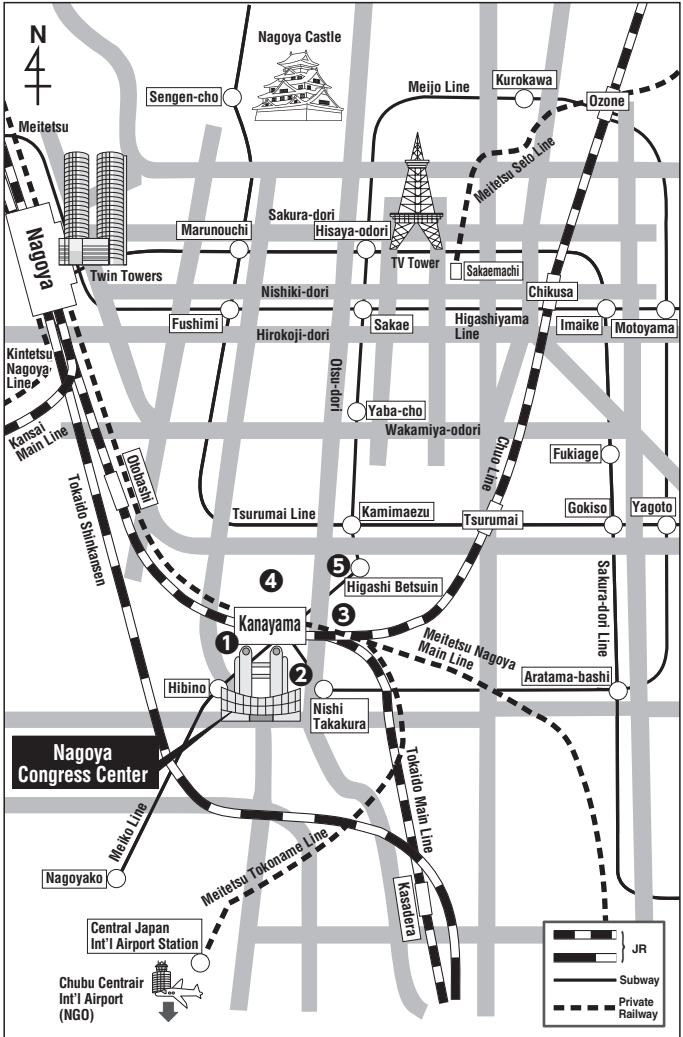 N
Nagoya Castle
Sengen-cho
Meijo Line
Kurokawa
Ozone
Meitetsu
Meitetsu Seto Line
Sakura-dori
Marunouchi
Hisaya-odori
Nagoya
Twin Towers
TV Tower
Sakaemachi
Nishiki-dori
Chikusa
Fushimi
Sakae
Higashiyama
Line
Imaike
Motoyama
Hirokoji-dori
Kintetsu
Nagoya
Line
Otsu-dori
Kansai
Main Line
Yaba-cho
Wakamiya-odori
Chuo Line
Fukiage
Otobashi
Tokaido Shinkansen
Tsurumai Line
Kamimaezu
Tsurumai
Gokiso
Yagoto
5
4
Higashi Betsuin
Sakura-dori Line
3
Kanayama
1
2
Meitetsu Nagoya
Main Line
Aratama-bashi
Hibino
Nishi
Takakura
Nagoya
Congress Center
Tokaido Main Line
Meiko Line
Meitetsu Tokoname Line
Nagoyako
Kasadera
Central Japan
Int'l Airport Station
Chubu Centrair
Int'l Airport
(NGO)
JR
Subway
Private
Railway